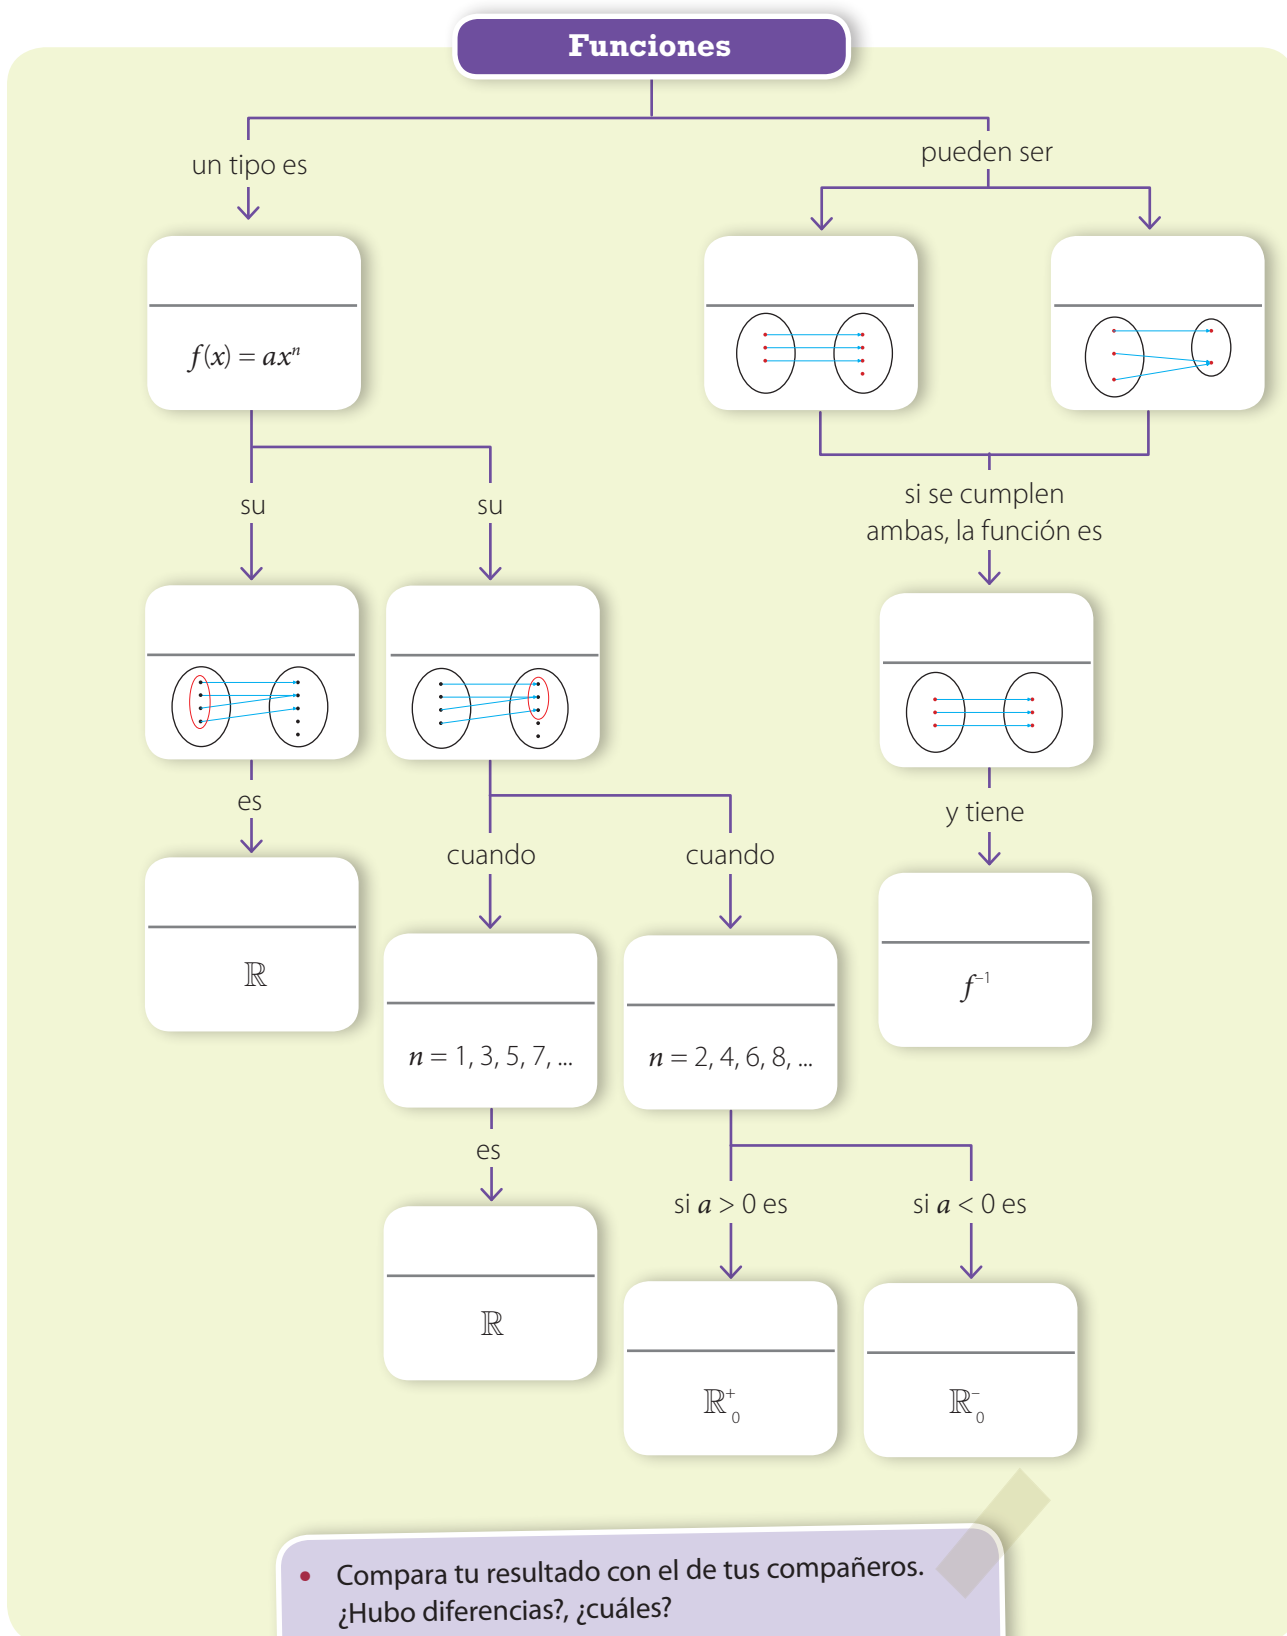 Funciones
un tipo es
pueden ser
f(x) = axⁿ
su
su
si se cumplen
ambas, la función es
es
cuando
cuando
y tiene
ℝ
n = 1, 3, 5, 7, ...
n = 2, 4, 6, 8, ...
f⁻¹
es
si a > 0 es
si a < 0 es
ℝ
ℝ₀⁺
ℝ₀⁻
• Compara tu resultado con el de tus compañeros.
¿Hubo diferencias?, ¿cuáles?